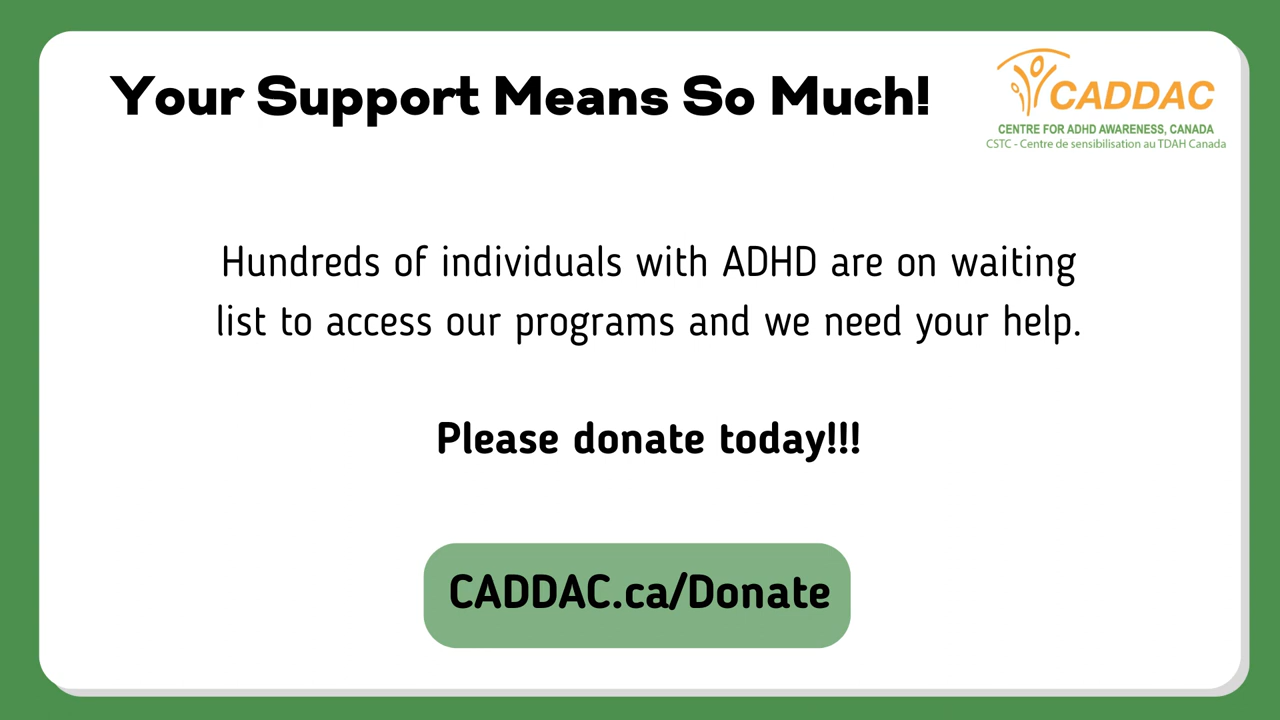 Your Support Means So Much!
CADDAC
CENTRE FOR ADHD AWARENESS, CANADA
CSTC - Centre de sensibilisation au TDAH Canada
Hundreds of individuals with ADHD are on waiting
list to access our programs and we need your help.
Please donate today!!!
CADDAC.ca/Donate